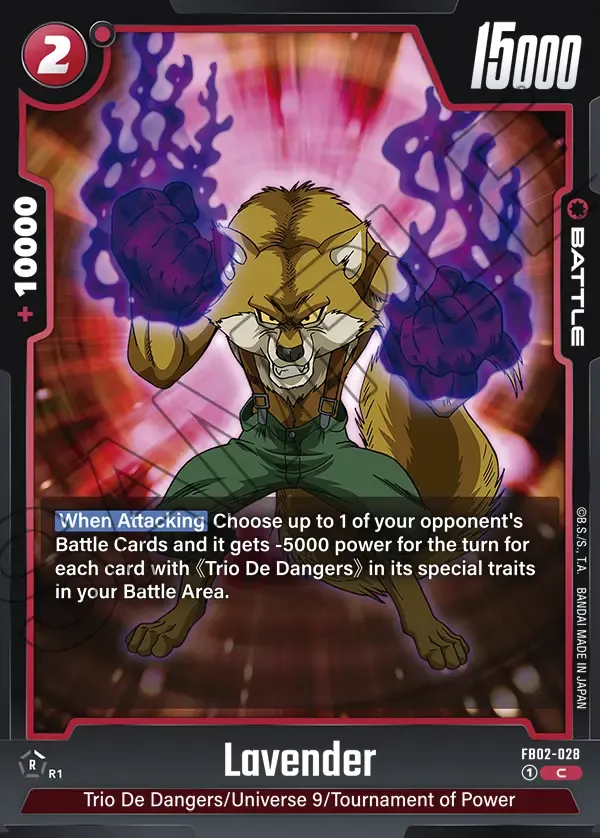 2
15000
+10000
BATTLE
When Attacking Choose up to 1 of your opponent's
Battle Cards and it gets -5000 power for the turn for
each card with 《Trio De Dangers》 in its special traits
in your Battle Area.
©B.S./S., T.A. BANDAI MADE IN JAPAN
SAMPLE
R R1
Lavender
FB02-028
1 C
Trio De Dangers/Universe 9/Tournament of Power